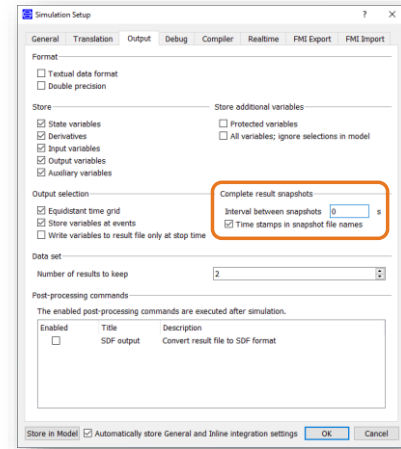 Simulation Setup ? ×
General Translation Output Debug Compiler Realtime FMI Export FMI Import
Format
Textual data format
Double precision
Store
State variables
Derivatives
Input variables
Output variables
Auxiliary variables
Store additional variables
Protected variables
All variables; ignore selections in model
Output selection
Equidistant time grid
Store variables at events
Write variables to result file only at stop time
Complete result snapshots
Interval between snapshots 0 s
Time stamps in snapshot file names
Data set
Number of results to keep 2
Post-processing commands
The enabled post-processing commands are executed after simulation.
Enabled Title Description
SDF output Convert result file to SDF format
Store in Model Automatically store General and Inline integration settings OK Cancel